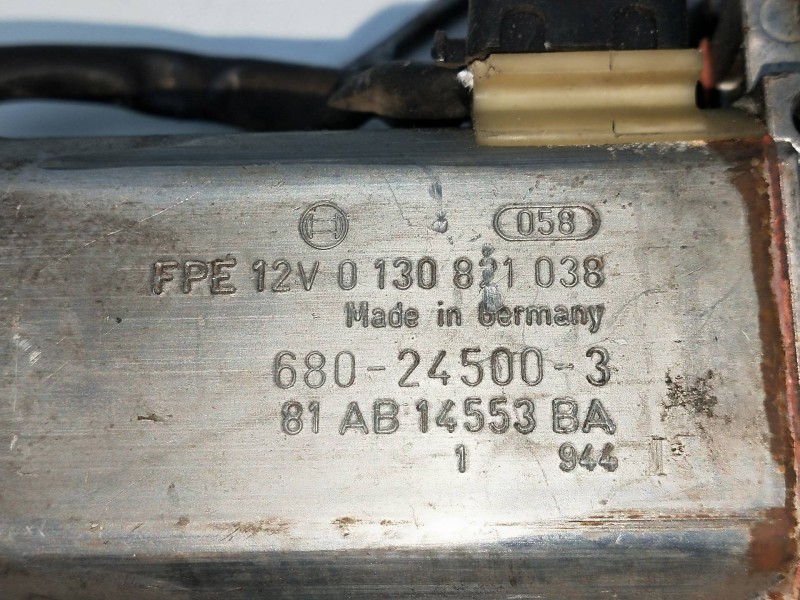 058
FPE 12V 0 130 821 038
Made in Germany
680-24500-3
81 AB 14553 BA
1 944